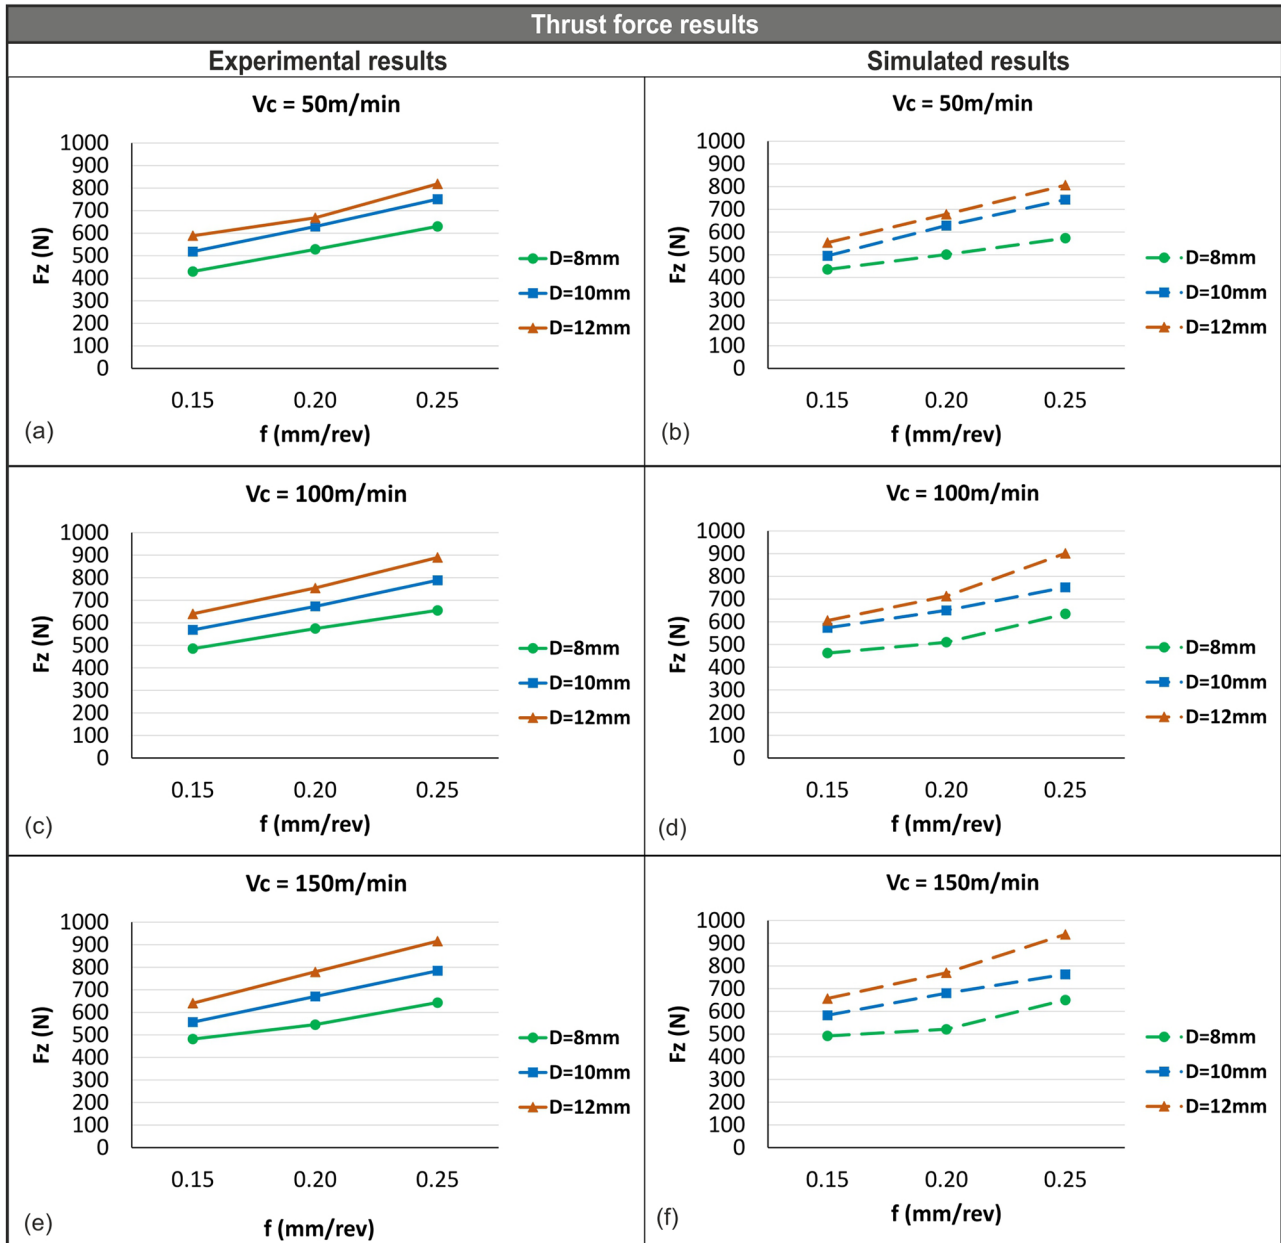 Thrust force results
Experimental results
Simulated results
Vc = 50m/min
1000
900
800
700
600
500
400
300
200
100
0
Fz (N)
0.15 0.20 0.25
f (mm/rev)
D=8mm
D=10mm
D=12mm
(a)
Vc = 50m/min
1000
900
800
700
600
500
400
300
200
100
0
Fz (N)
0.15 0.20 0.25
f (mm/rev)
D=8mm
D=10mm
D=12mm
(b)
Vc = 100m/min
1000
900
800
700
600
500
400
300
200
100
0
Fz (N)
0.15 0.20 0.25
f (mm/rev)
D=8mm
D=10mm
D=12mm
(c)
Vc = 100m/min
1000
900
800
700
600
500
400
300
200
100
0
Fz (N)
0.15 0.20 0.25
f (mm/rev)
D=8mm
D=10mm
D=12mm
(d)
Vc = 150m/min
1000
900
800
700
600
500
400
300
200
100
0
Fz (N)
0.15 0.20 0.25
f (mm/rev)
D=8mm
D=10mm
D=12mm
(e)
Vc = 150m/min
1000
900
800
700
600
500
400
300
200
100
0
Fz (N)
0.15 0.20 0.25
f (mm/rev)
D=8mm
D=10mm
D=12mm
(f)